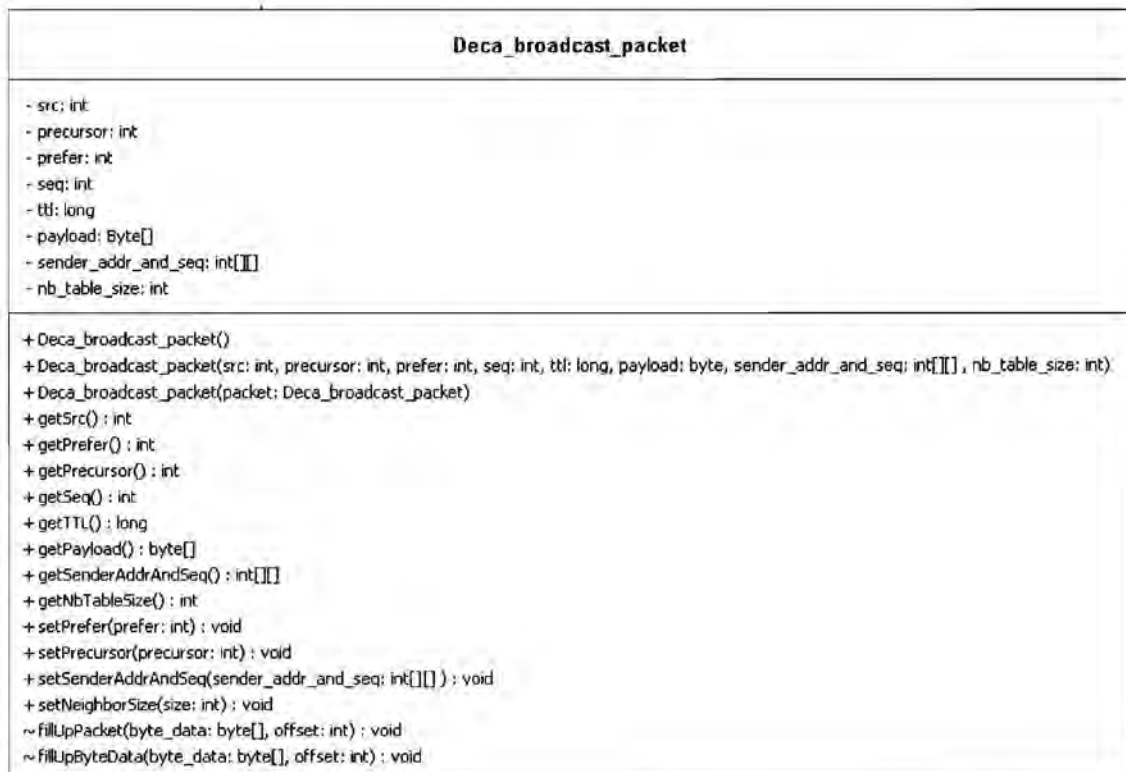 Deca_broadcast_packet
- src: int
- precursor: int
- prefer: int
- seq: int
- ttl: long
- payload: Byte[]
- sender_addr_and_seq: int[][]
- nb_table_size: int
+ Deca_broadcast_packet()
+ Deca_broadcast_packet(src: int, precursor: int, prefer: int, seq: int, ttl: long, payload: byte, sender_addr_and_seq: int[][] , nb_table_size: int)
+ Deca_broadcast_packet(packet: Deca_broadcast_packet)
+ getSrc() : int
+ getPrefer() : int
+ getPrecursor() : int
+ getSeq() : int
+ getTTL() : long
+ getPayload() : byte[]
+ getSenderAddrAndSeq() : int[][]
+ getNbTableSize() : int
+ setPrefer(prefer: int) : void
+ setPrecursor(precursor: int) : void
+ setSenderAddrAndSeq(sender_addr_and_seq: int[][] ) : void
+ setNeighborSize(size: int) : void
~ fillUpPacket(byte_data: byte[], offset: int) : void
~ fillUpByteData(byte_data: byte[], offset: int) : void